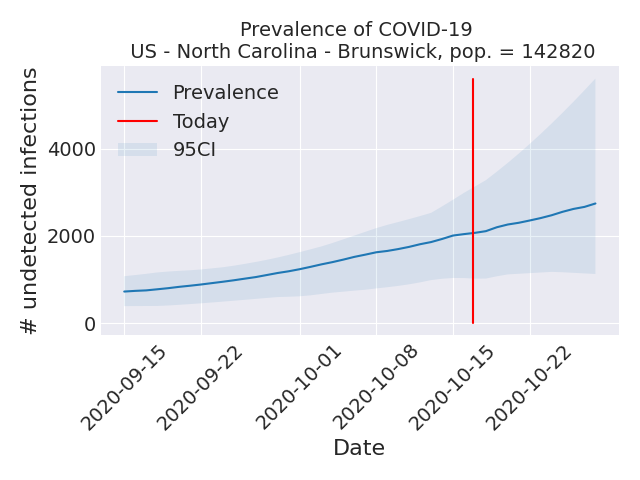 Prevalence of COVID-19
US - North Carolina - Brunswick, pop. = 142820
# undetected infections
4000
2000
0
Prevalence
Today
95CI
2020-09-15
2020-09-22
2020-10-01
2020-10-08
2020-10-15
2020-10-22
Date